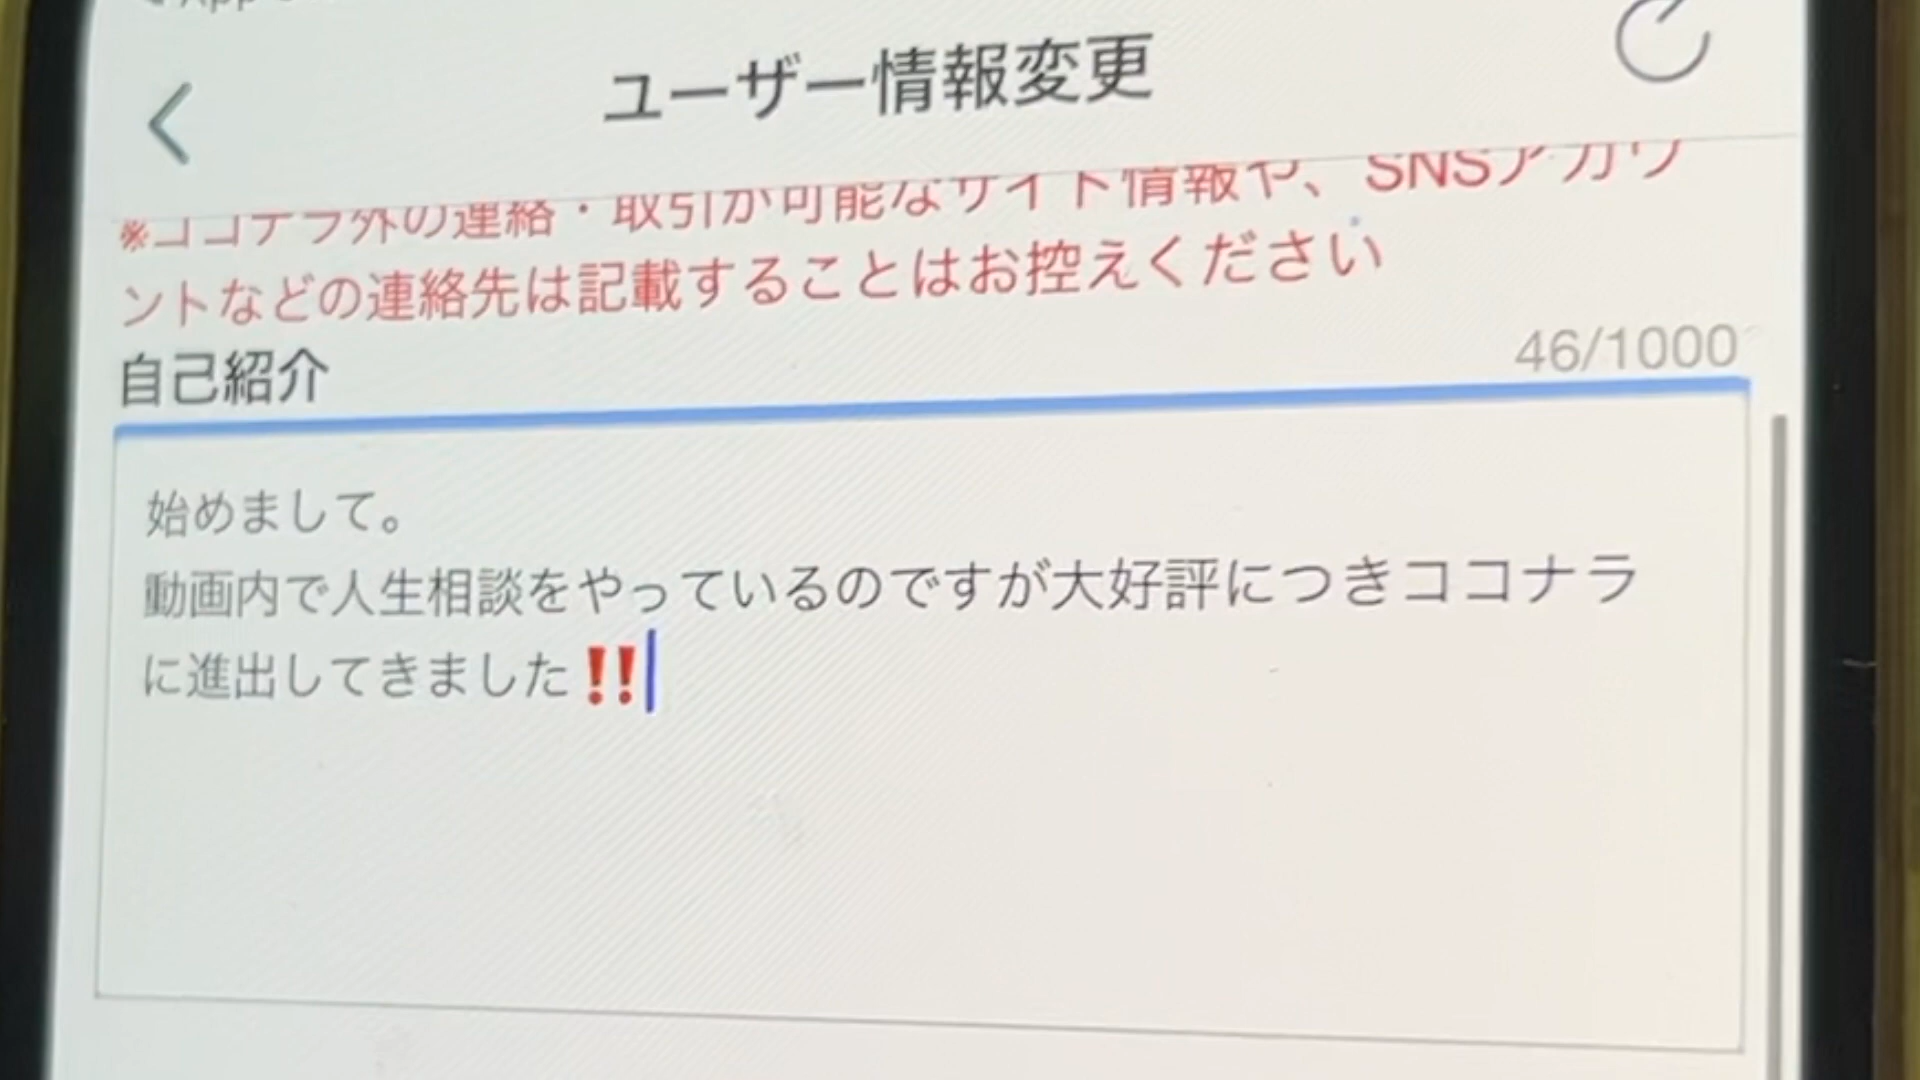 ユーザー情報変更
※ココナラ外の連絡・取引が可能なサイト情報や、SNSアカウ
ントなどの連絡先は記載することはお控えください
自己紹介
46/1000
始めまして。
動画内で人生相談をやっているのですが大好評につきココナラ
に進出してきました‼️